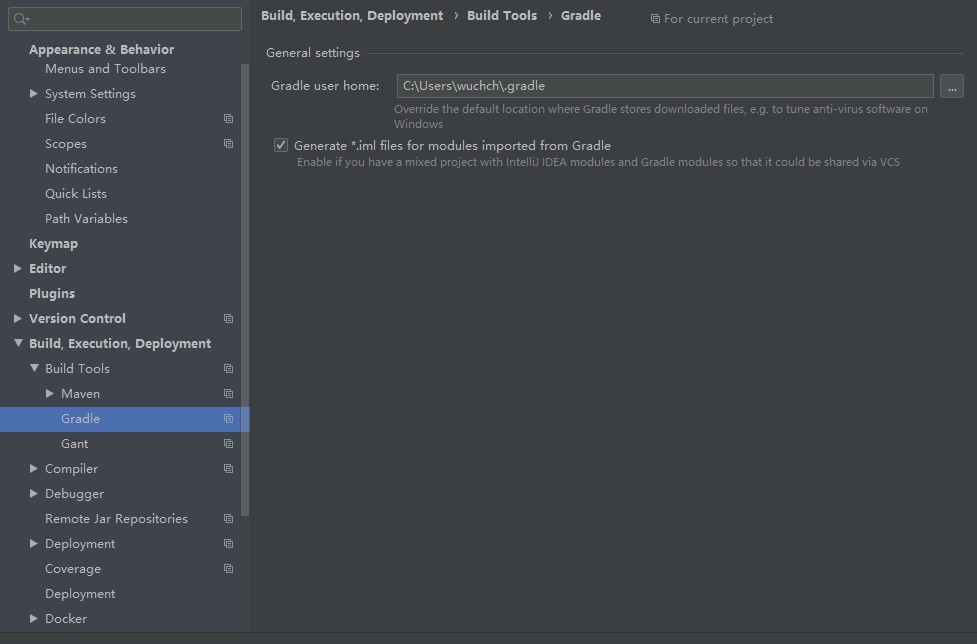 Appearance & Behavior
Menus and Toolbars
System Settings
File Colors
Scopes
Notifications
Quick Lists
Path Variables
Keymap
Editor
Plugins
Version Control
Build, Execution, Deployment
Build Tools
Maven
Gradle
Gant
Compiler
Debugger
Remote Jar Repositories
Deployment
Coverage
Deployment
Docker
Build, Execution, Deployment › Build Tools › Gradle For current project
General settings
Gradle user home: C:\Users\wuchch\.gradle ...
Override the default location where Gradle stores downloaded files, e.g. to tune anti-virus software on
Windows
Generate *.iml files for modules imported from Gradle
Enable if you have a mixed project with IntelliJ IDEA modules and Gradle modules so that it could be shared via VCS